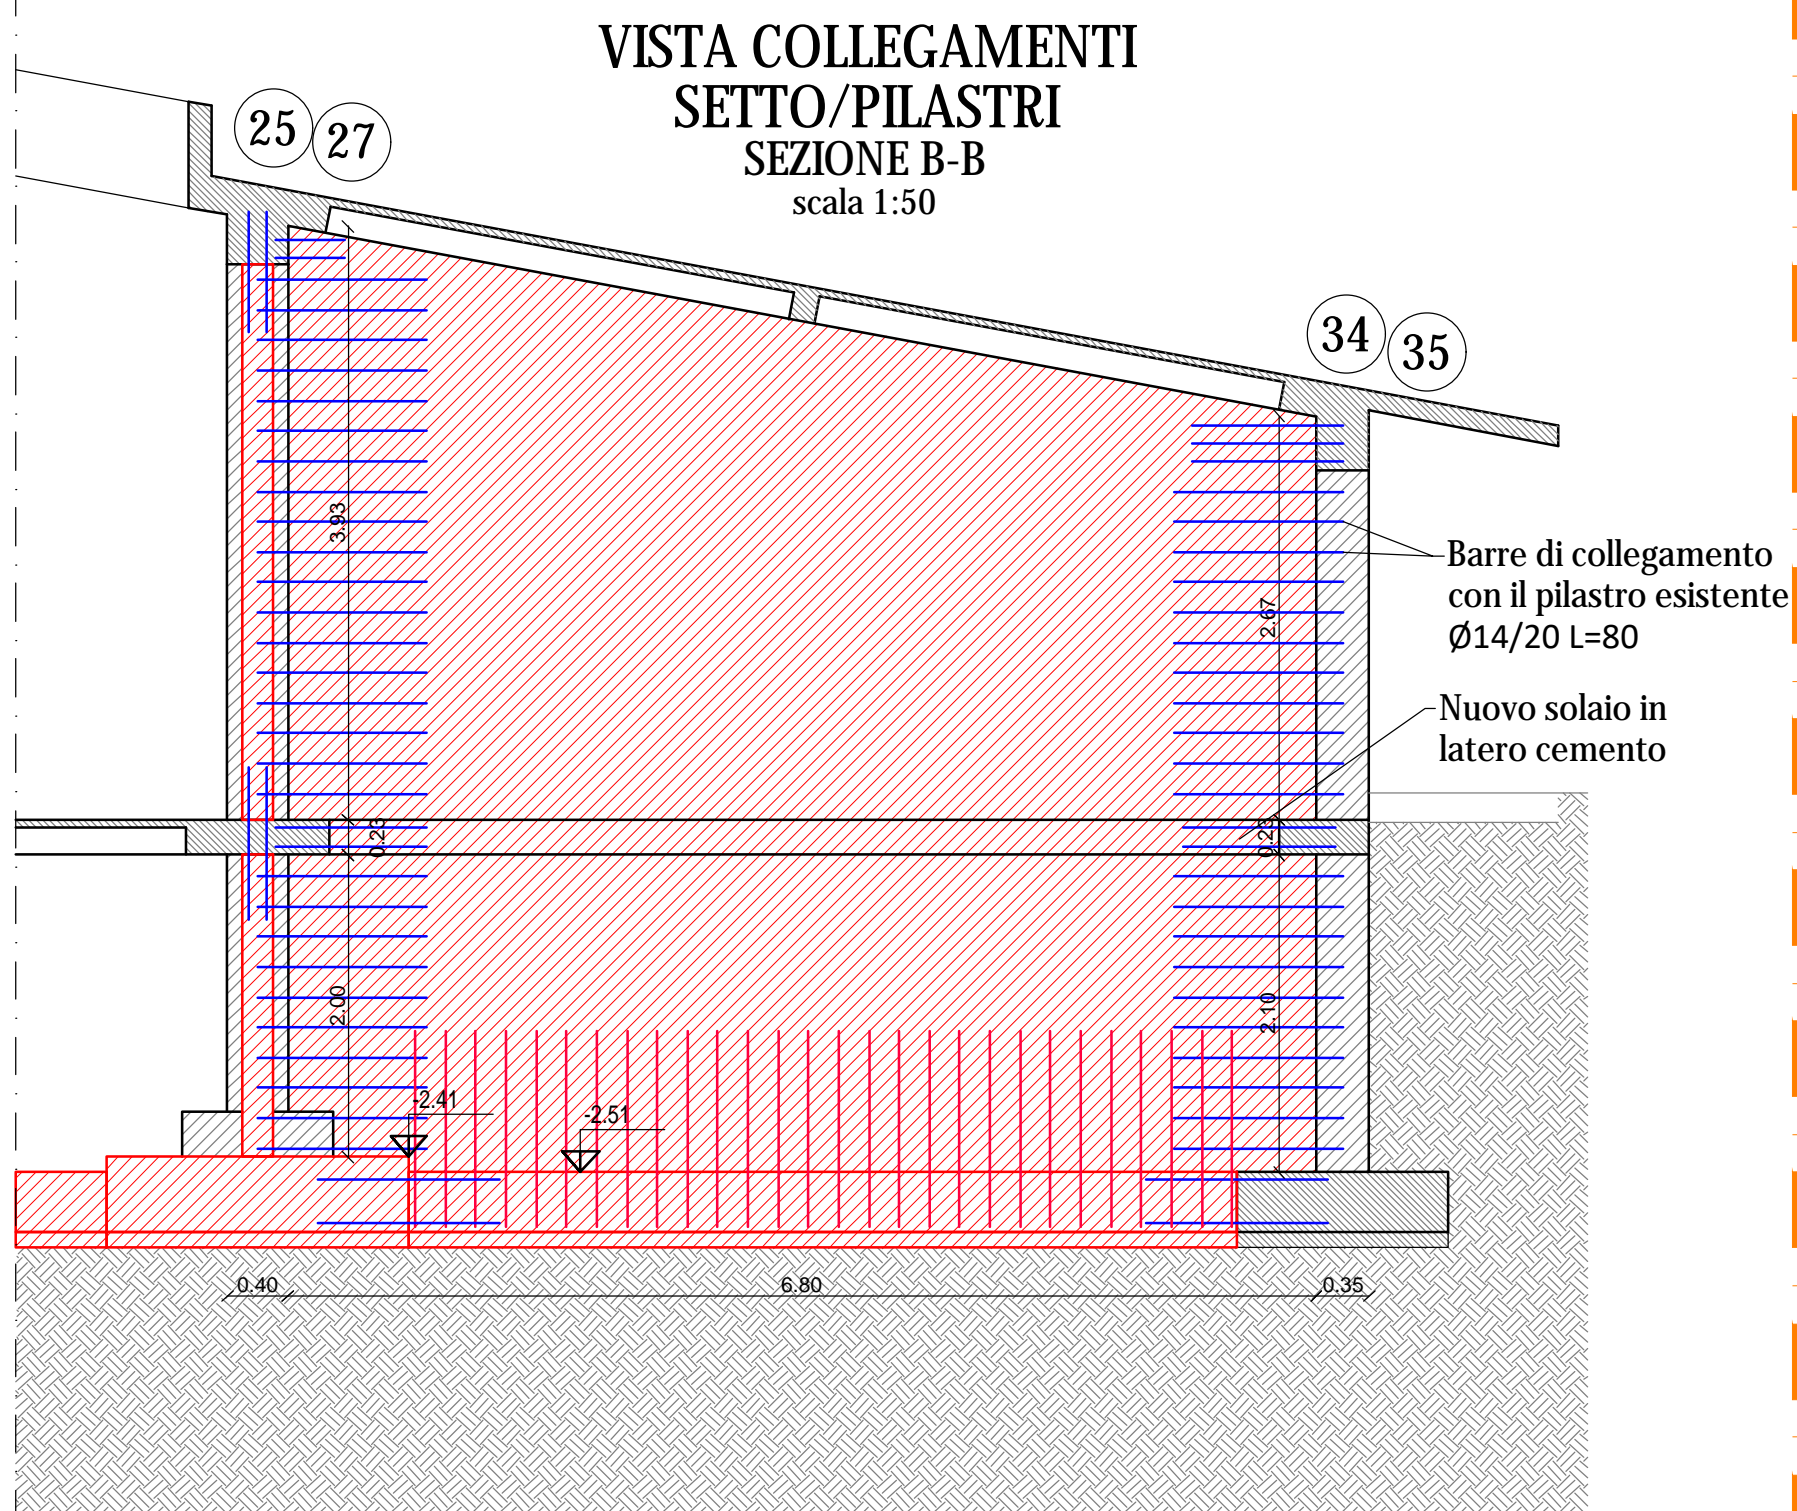 VISTA COLLEGAMENTI
SETTO/PILASTRI
SEZIONE B-B
scala 1:50
25
27
34
35
3.93
2.67
Barre di collegamento
con il pilastro esistente
Ø14/20 L=80
Nuovo solaio in
latero cemento
0.23
0.23
2.00
2.10
-2.41
-2.51
0.40
6.80
0.35